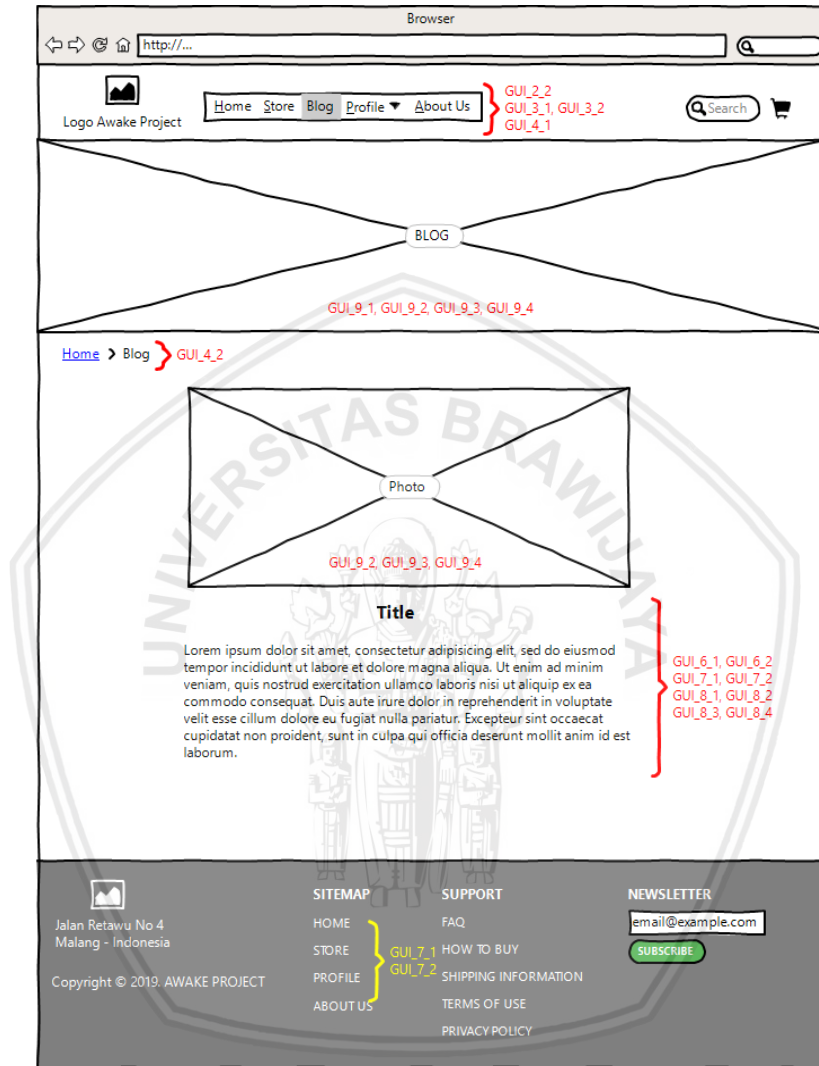 Browser
http://...
Logo Awake Project
Home Store Blog Profile About Us
GUI_2_2
GUI_3_1, GUI_3_2
GUI_4_1
Search
BLOG
GUI_9_1, GUI_9_2, GUI_9_3, GUI_9_4
Home > Blog
GUI_4_2
UNIVERSITAS BRAWIJAYA
Photo
GUI_9_2, GUI_9_3, GUI_9_4
Title
Lorem ipsum dolor sit amet, consectetur adipisicing elit, sed do eiusmod
tempor incididunt ut labore et dolore magna aliqua. Ut enim ad minim
veniam, quis nostrud exercitation ullamco laboris nisi ut aliquip ex ea
commodo consequat. Duis aute irure dolor in reprehenderit in voluptate
velit esse cillum dolore eu fugiat nulla pariatur. Excepteur sint occaecat
cupidatat non proident, sunt in culpa qui officia deserunt mollit anim id est
laborum.
GUI_6_1, GUI_6_2
GUI_7_1, GUI_7_2
GUI_8_1, GUI_8_2
GUI_8_3, GUI_8_4
Jalan Retawu No 4
Malang - Indonesia
Copyright © 2019. AWAKE PROJECT
SITEMAP
HOME
STORE
PROFILE
ABOUT US
GUI_7_1
GUI_7_2
SUPPORT
FAQ
HOW TO BUY
SHIPPING INFORMATION
TERMS OF USE
PRIVACY POLICY
NEWSLETTER
email@example.com
SUBSCRIBE